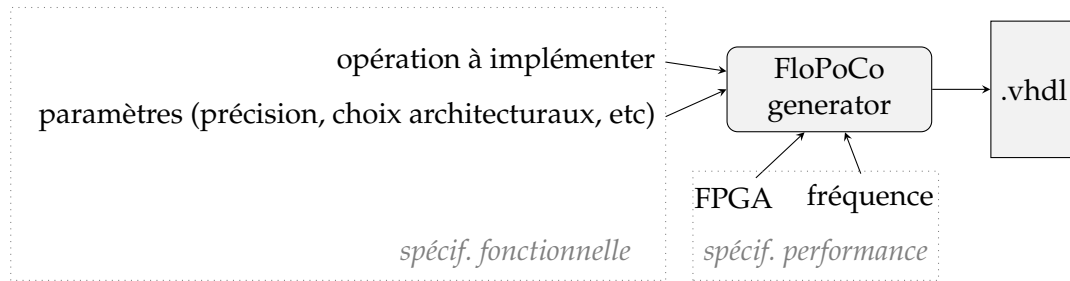 opération à implémenter
paramètres (précision, choix architecturaux, etc)
FloPoCo
generator
.vhdl
FPGA
fréquence
spécif. fonctionnelle
spécif. performance